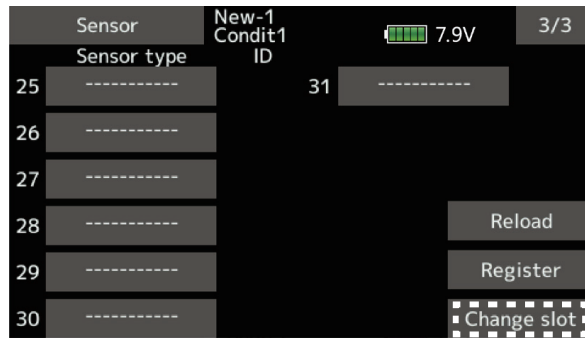 Sensor New-1 Condit1 7.9V 3/3
Sensor type ID
25 ----------- 31 -----------
26 -----------
27 -----------
28 ----------- Reload
29 ----------- Register
30 ----------- Change slot